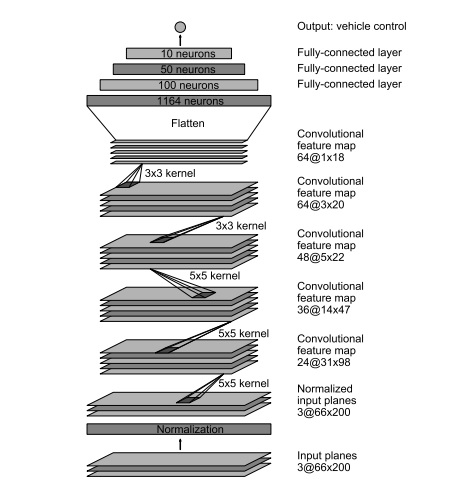 Output: vehicle control
10 neurons
Fully-connected layer
50 neurons
Fully-connected layer
100 neurons
Fully-connected layer
1164 neurons
Flatten
Convolutional
feature map
64@1x18
3x3 kernel
Convolutional
feature map
64@3x20
3x3 kernel
Convolutional
feature map
48@5x22
5x5 kernel
Convolutional
feature map
36@14x47
5x5 kernel
Convolutional
feature map
24@31x98
5x5 kernel
Normalized
input planes
3@66x200
Normalization
Input planes
3@66x200